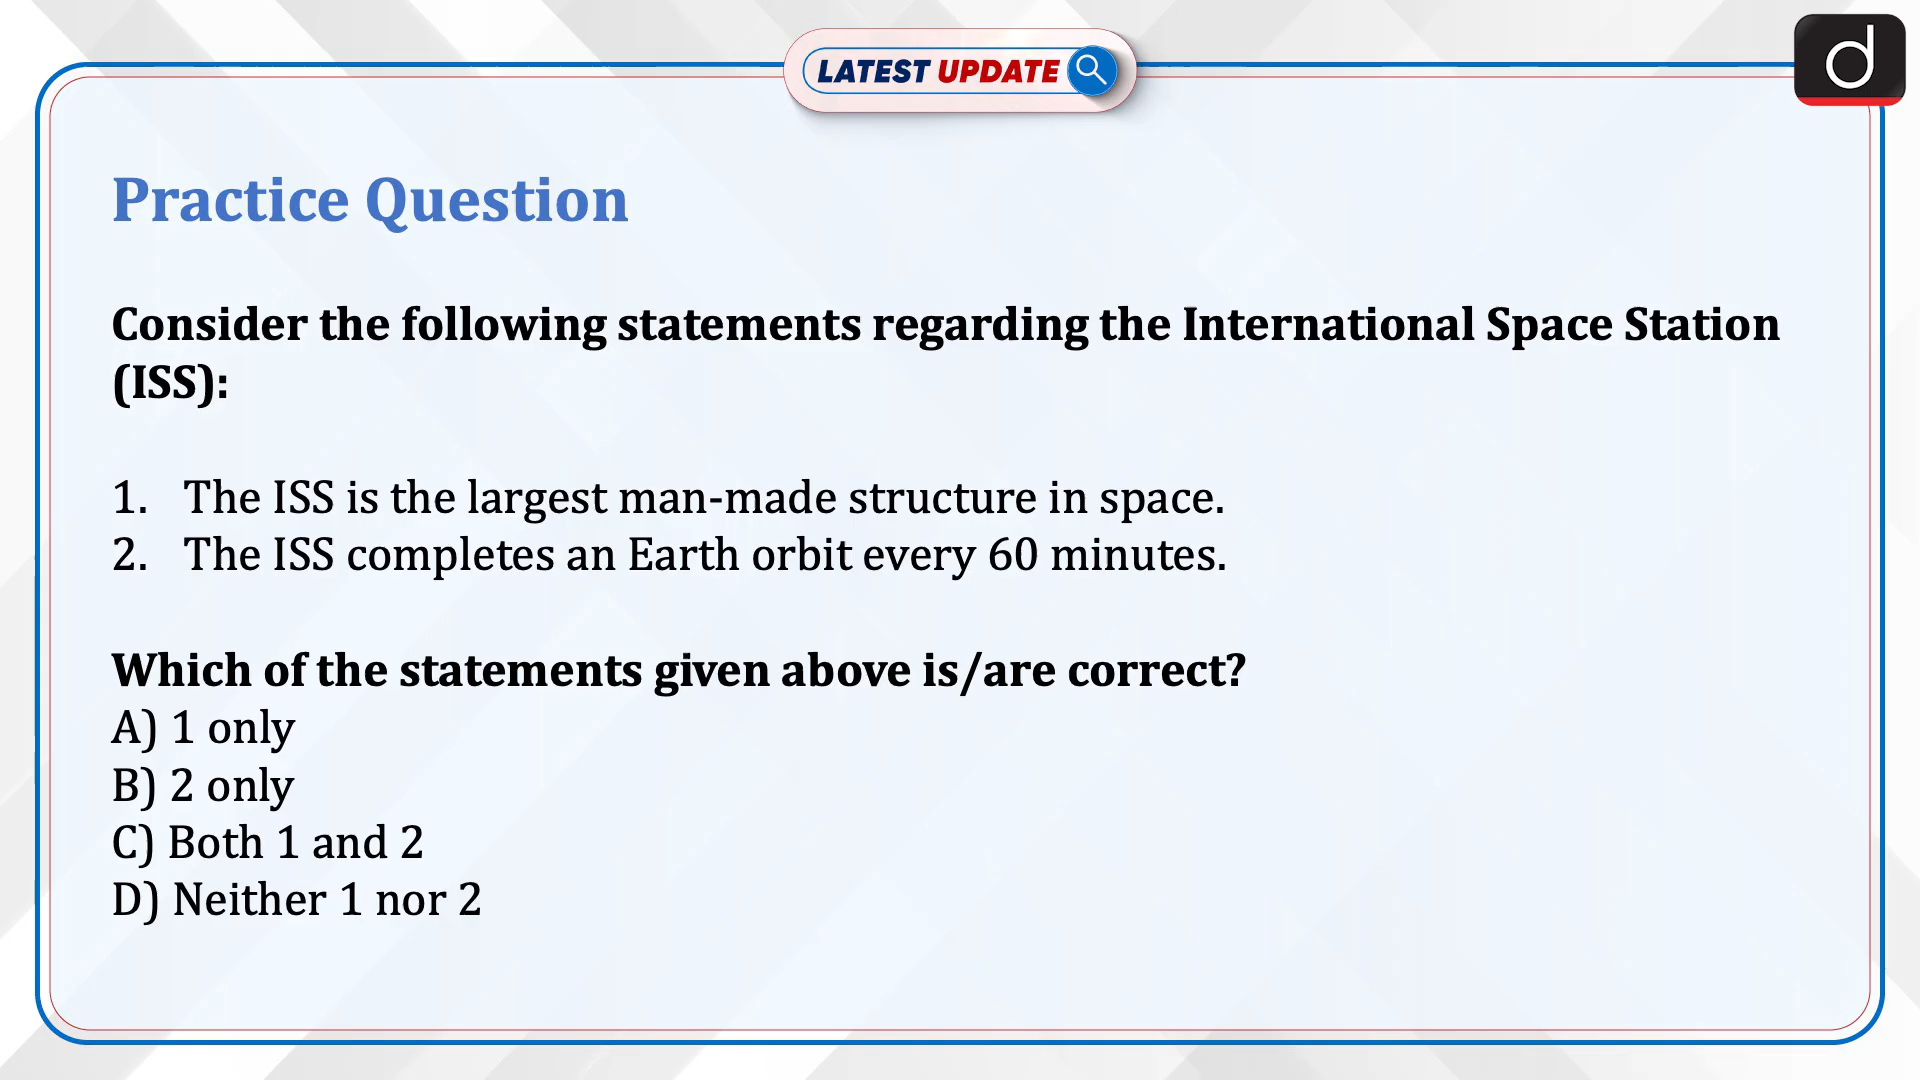 LATEST UPDATE
d
Practice Question
Consider the following statements regarding the International Space Station
(ISS):
1. The ISS is the largest man-made structure in space.
2. The ISS completes an Earth orbit every 60 minutes.
Which of the statements given above is/are correct?
A) 1 only
B) 2 only
C) Both 1 and 2
D) Neither 1 nor 2